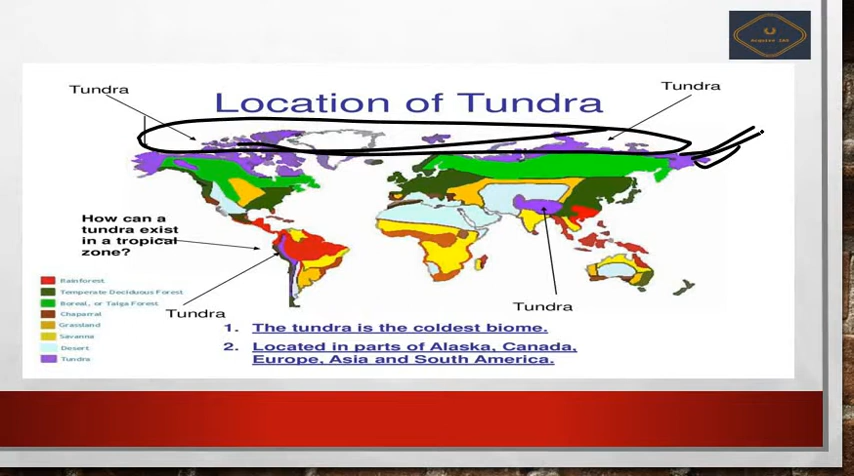 Acquire IAS
Tundra
Tundra
Location of Tundra
How can a
tundra exist
in a tropical
zone?
Rainforest
Temperate Deciduous Forest
Boreal, or Taiga Forest
Chaparral
Grassland
Savanna
Desert
Tundra
Tundra
Tundra
1. The tundra is the coldest biome.
2. Located in parts of Alaska, Canada,
Europe, Asia and South America.